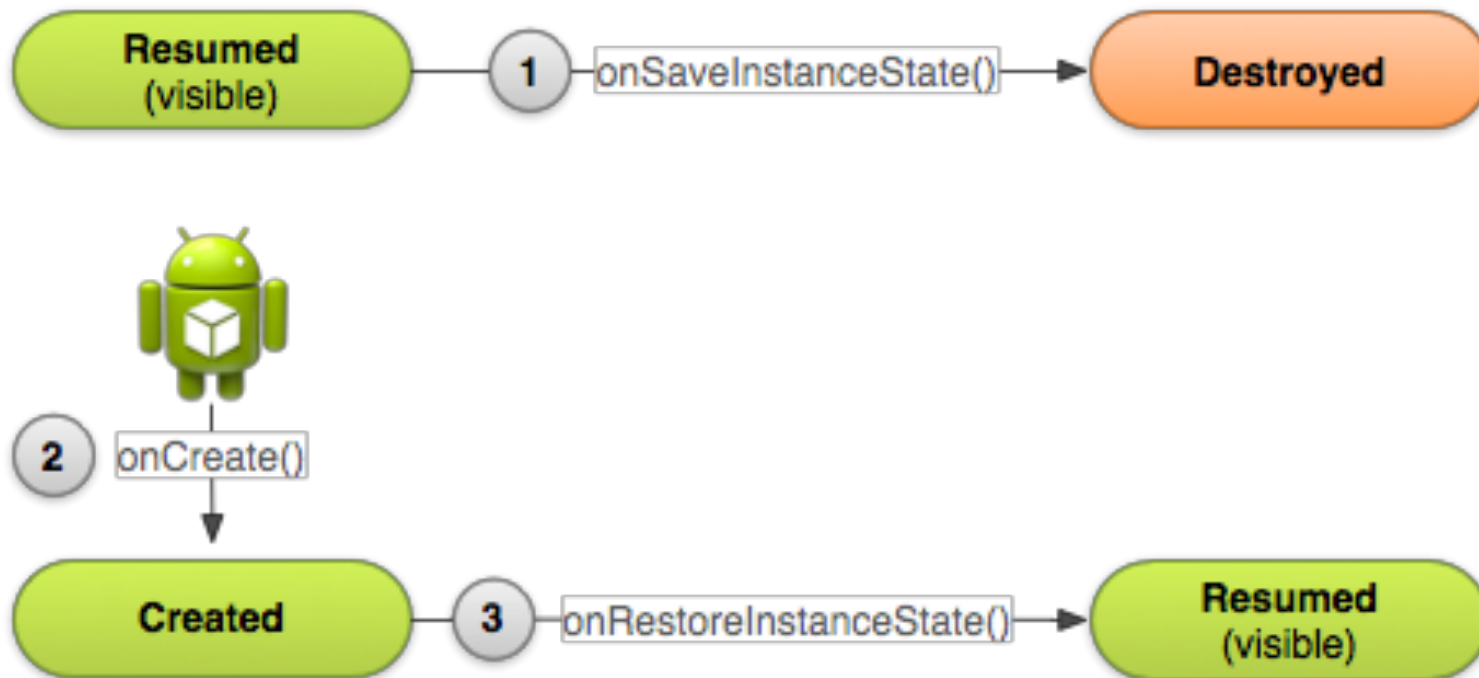 Resumed
(visible)
1
onSaveInstanceState()
Destroyed
2
onCreate()
Created
3
onRestoreInstanceState()
Resumed
(visible)